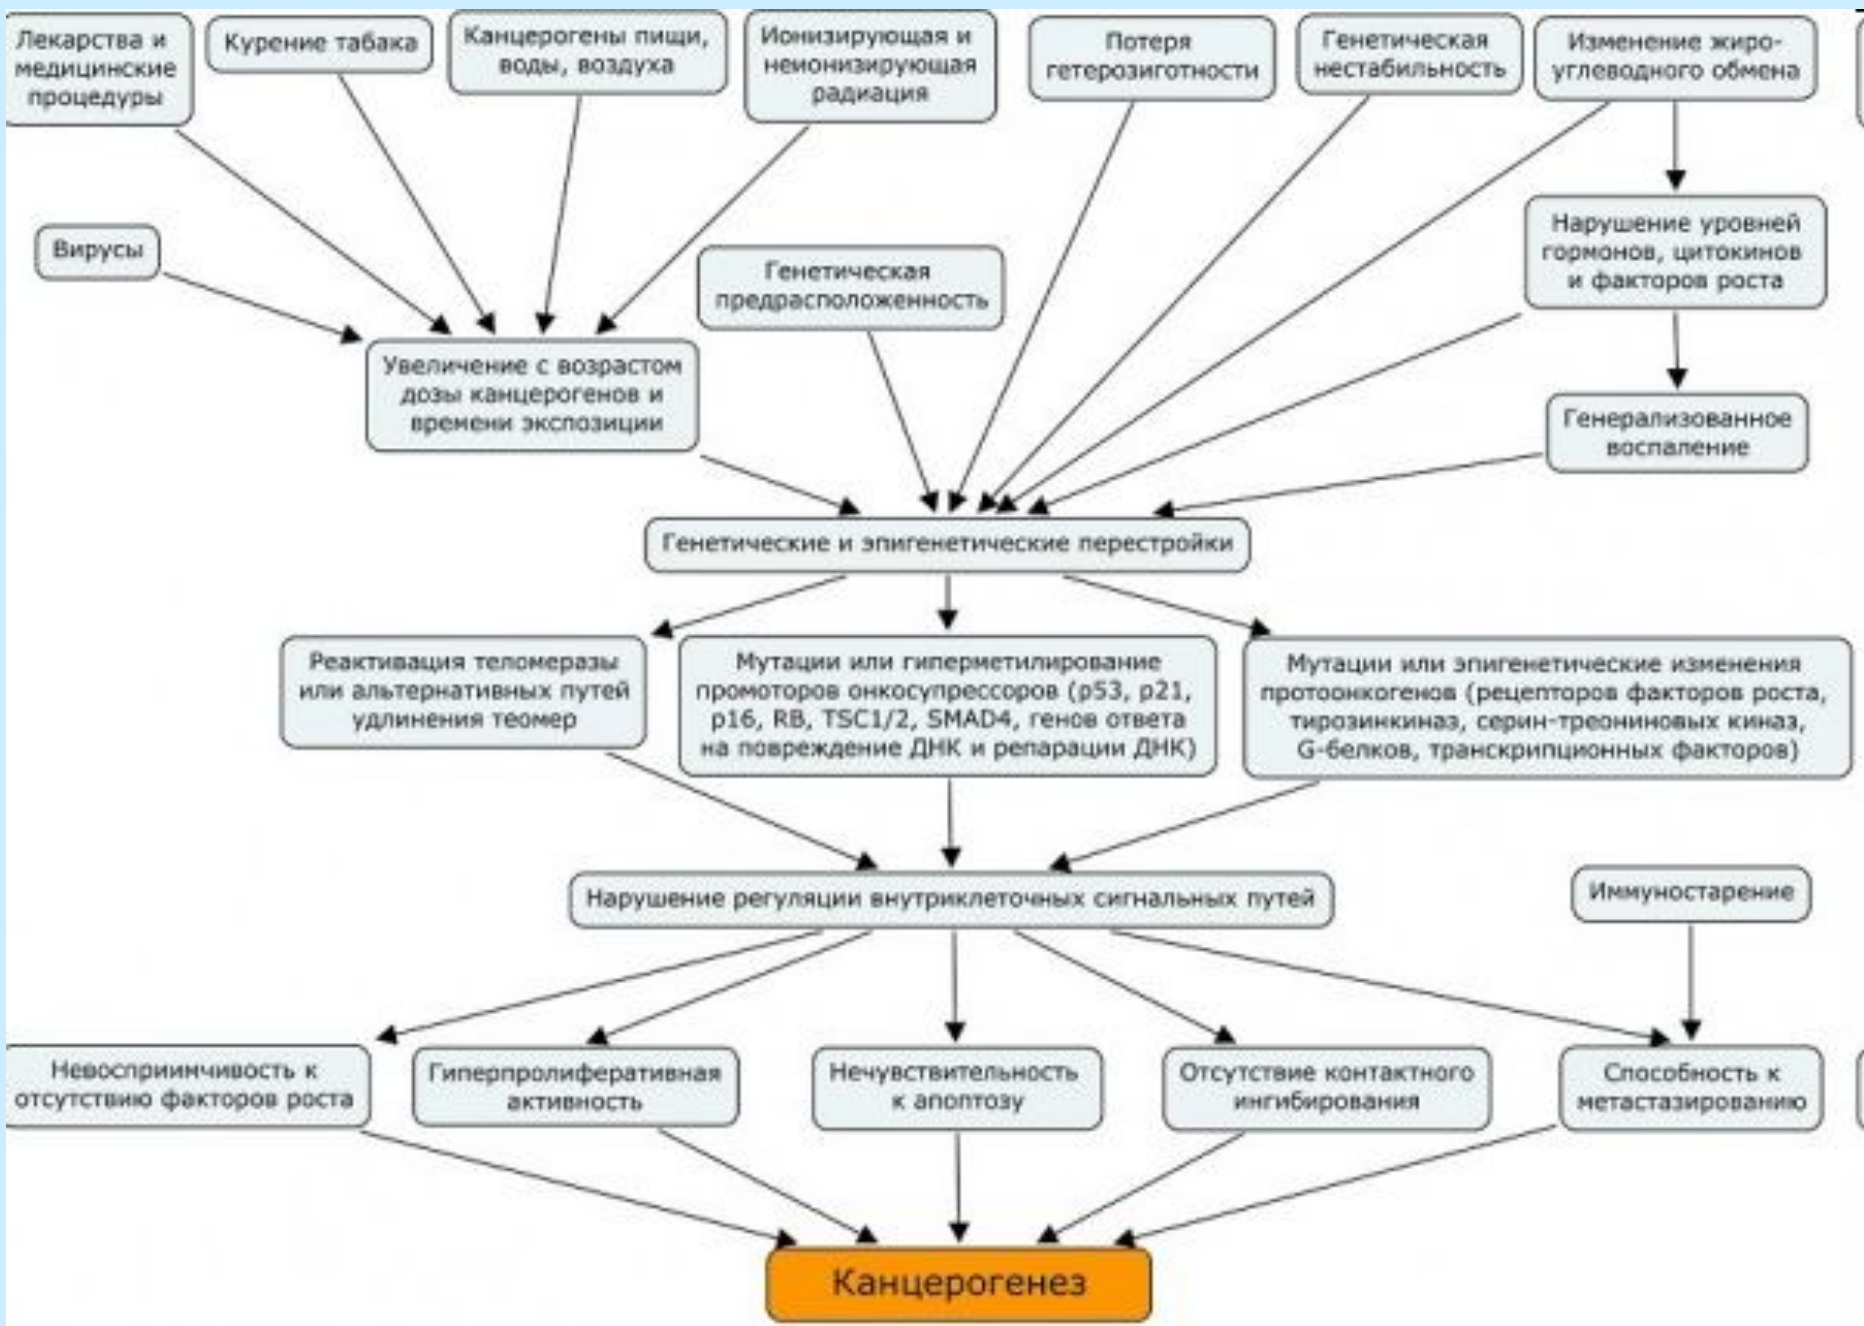 Лекарства и
медицинские
процедуры
Курение табака
Канцерогены пищи,
воды, воздуха
Ионизирующая и
неионизирующая
радиация
Потеря
гетерозиготности
Генетическая
нестабильность
Изменение жиро-
углеводного обмена
Вирусы
Генетическая
предрасположенность
Нарушение уровней
гормонов, цитокинов
и факторов роста
Увеличение с возрастом
дозы канцерогенов и
времени экспозиции
Генерализованное
воспаление
Генетические и эпигенетические перестройки
Реактивация теломеразы
или альтернативных путей
удлинения теомер
Мутации или гиперметилирование
промоторов онкосупрессоров (p53, p21,
p16, RB, TSC1/2, SMAD4, генов ответа
на повреждение ДНК и репарации ДНК)
Мутации или эпигенетические изменения
протоонкогенов (рецепторов факторов роста,
тирозинкиназ, серин-треониновых киназ,
G-белков, транскрипционных факторов)
Нарушение регуляции внутриклеточных сигнальных путей
Иммуностарение
Невосприимчивость к
отсутствию факторов роста
Гиперпролиферативная
активность
Нечувствительность
к апоптозу
Отсутствие контактного
ингибирования
Способность к
метастазированию
Канцерогенез